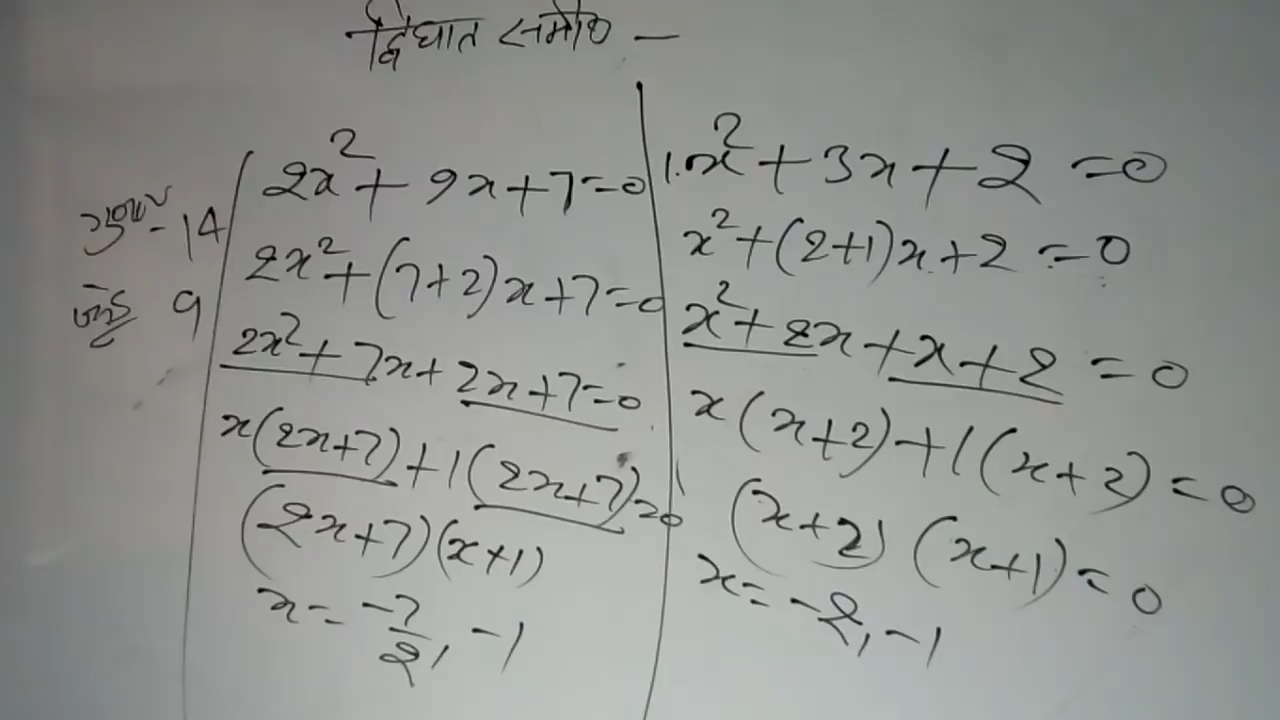 द्विघात समी० —
गुणन - 14
जोड़ 9
2x² + 9x + 7 = 0
2x² + (7+2)x + 7 = 0
2x² + 7x + 2x + 7 = 0
x(2x+7) + 1(2x+7) = 0
(2x+7)(x+1)
x = -7/2, -1
1.x² + 3x + 2 = 0
x² + (2+1)x + 2 = 0
x² + 2x + x + 2 = 0
x(x+2) + 1(x+2) = 0
(x+2) (x+1) = 0
x = -2, -1